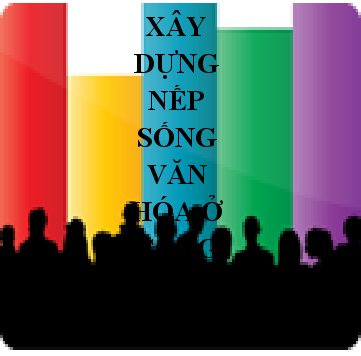 XÂY
DỰNG
NẾP
SỐNG
VĂN
HÓA Ở